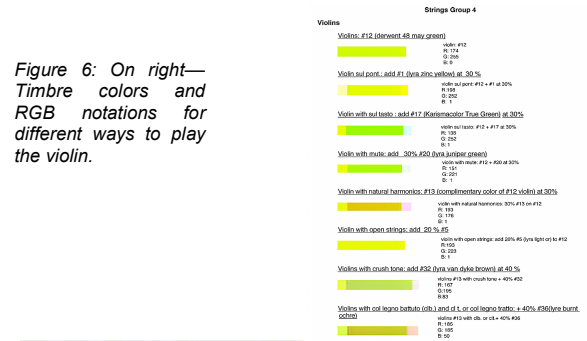 Strings Group 4
Violins
Violins: #12 (derwent 48 may green)
violin: #12
R: 174
G: 255
B: 0
Violin sul pont.: add #1 (lyra zinc yellow) at 30 %
violin sul pont: #12 + #1 at 30%
R:198
G: 252
B: 1
Violin with sul tasto : add #17 (Karismacolor True Green) at 30%
violin sul tasto: #12 + #17 at 30%
R: 136
G: 252
B: 1
Violin with mute: add 30% #20 (lyra juniper green)
violin with mute: #12 + #20 at 30%
R: 151
G: 221
B: 1
Violin with natural harmonics: #13 (complimentary color of #12 violin) at 30%
violin with natural harmonics: 30% #13 on #12
R: 193
G: 176
B: 1
Violin with open strings: add 20 % #5
violin with open strings: add 20% #5 (lyra light or) to #12
R:193
G: 223
B: 1
Violins with crush tone: add #32 (lyra van dyke brown) at 40 %
violins #13 with crush tone + 40% #32
R: 167
G:195
B:83
Violins with col legno battuto (clb.) and cl t. or col legno tratto: + 40% #36(lyra burnt
ochre)
violins #13 with clb. or clt.+ 40% #36
R: 186
G: 165
B: 50
Figure 6: On right—
Timbre colors and
RGB notations for
different ways to play
the violin.